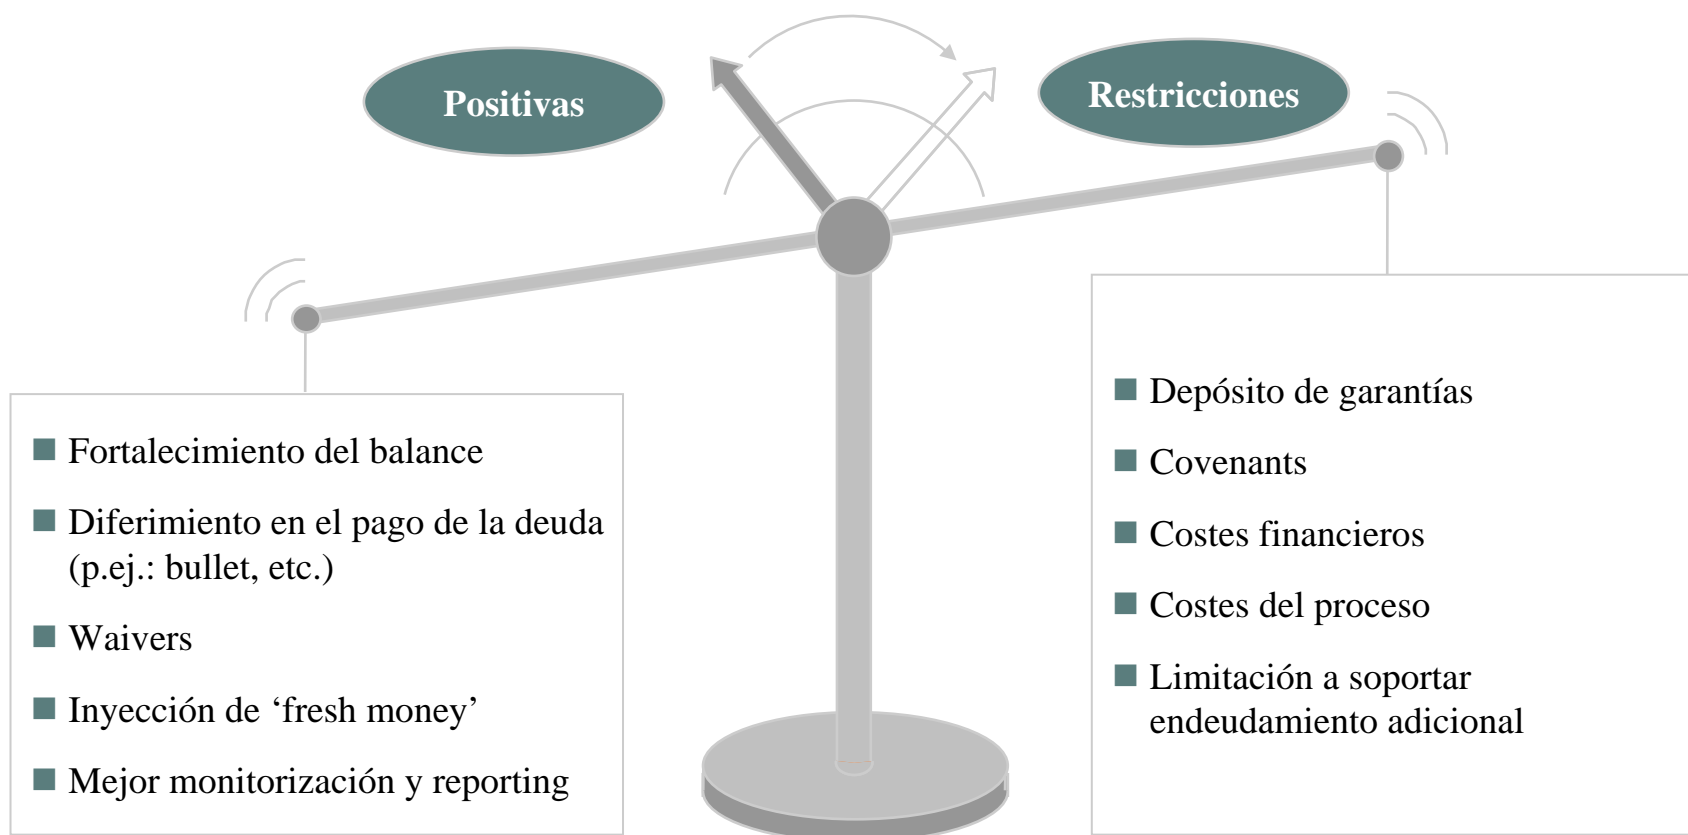 Positivas
Restricciones
Fortalecimiento del balance
Diferimiento en el pago de la deuda
(p.ej.: bullet, etc.)
Waivers
Inyección de ‘fresh money’
Mejor monitorización y reporting
Depósito de garantías
Covenants
Costes financieros
Costes del proceso
Limitación a soportar
endeudamiento adicional